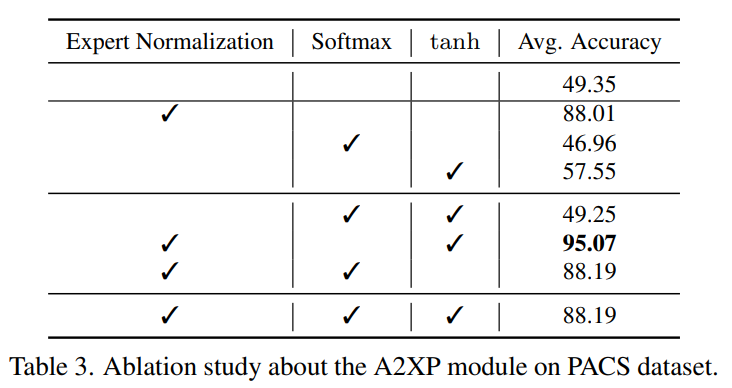 Expert Normalization | Softmax | tanh | Avg. Accuracy
49.35
✓ 88.01
✓ 46.96
✓ 57.55
✓ ✓ 49.25
✓ ✓ 95.07
✓ ✓ 88.19
✓ ✓ ✓ 88.19
Table 3. Ablation study about the A2XP module on PACS dataset.